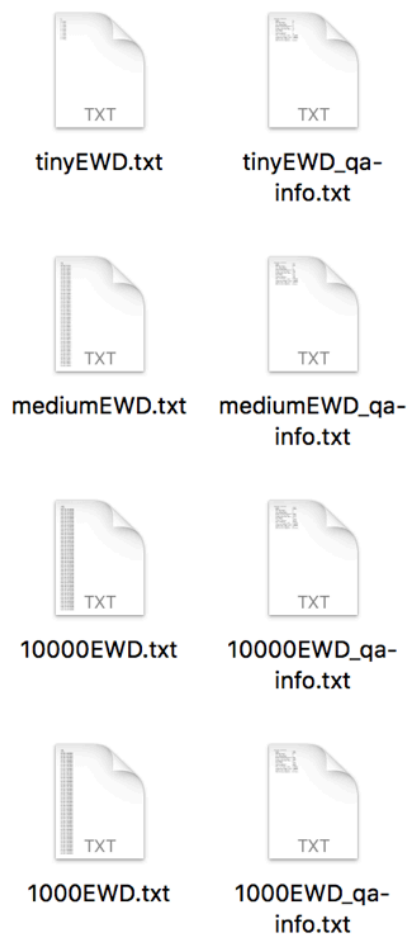 TXT
TXT
tinyEWD.txt
tinyEWD_qa-
info.txt
TXT
TXT
mediumEWD.txt
mediumEWD_qa-
info.txt
TXT
TXT
10000EWD.txt
10000EWD_qa-
info.txt
TXT
TXT
1000EWD.txt
1000EWD_qa-
info.txt